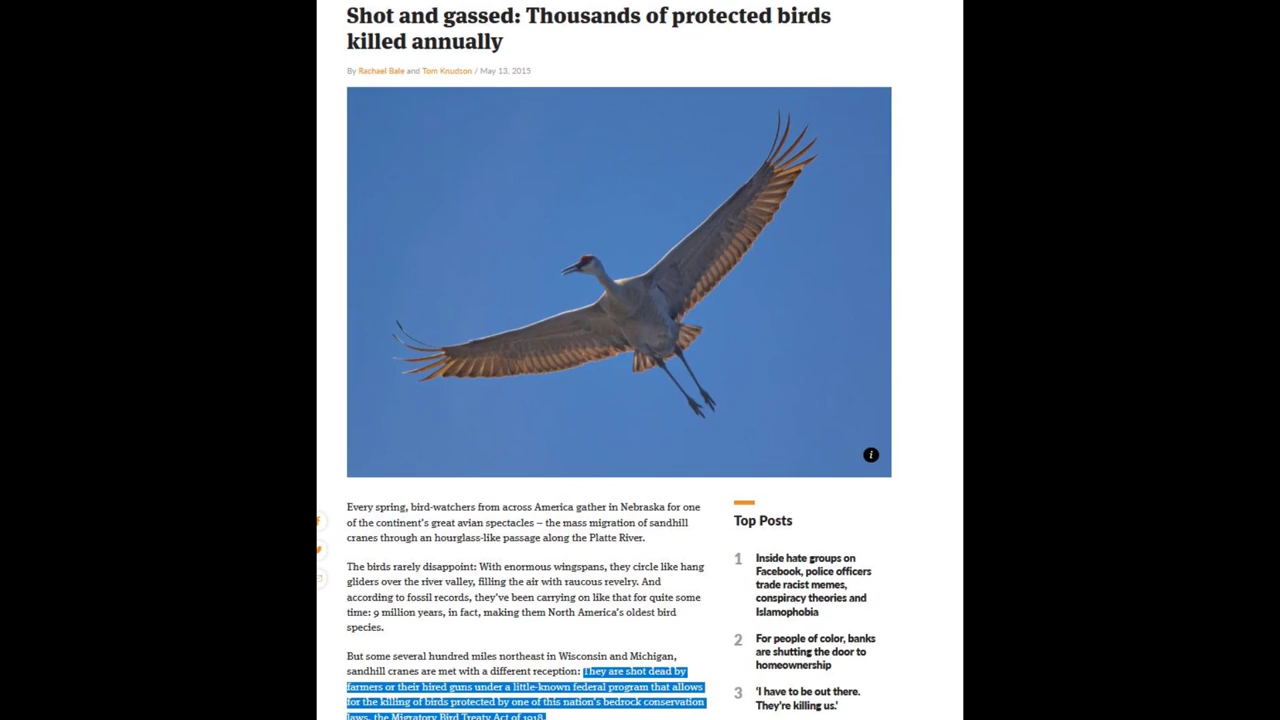 Shot and gassed: Thousands of protected birds
killed annually
By Rachael Bale and Tom Knudson / May 13, 2015
i
Every spring, bird-watchers from across America gather in Nebraska for one
of the continent's great avian spectacles – the mass migration of sandhill
cranes through an hourglass-like passage along the Platte River.
The birds rarely disappoint: With enormous wingspans, they circle like hang
gliders over the river valley, filling the air with raucous revelry. And
according to fossil records, they've been carrying on like that for quite some
time: 9 million years, in fact, making them North America's oldest bird
species.
But some several hundred miles northeast in Wisconsin and Michigan,
sandhill cranes are met with a different reception: They are shot dead by
farmers or their hired guns under a little-known federal program that allows
for the killing of birds protected by one of this nation's bedrock conservation
laws, the Migratory Bird Treaty Act of 1918.
Top Posts
1 Inside hate groups on
Facebook, police officers
trade racist memes,
conspiracy theories and
Islamophobia
2 For people of color, banks
are shutting the door to
homeownership
3 'I have to be out there.
They're killing us.'